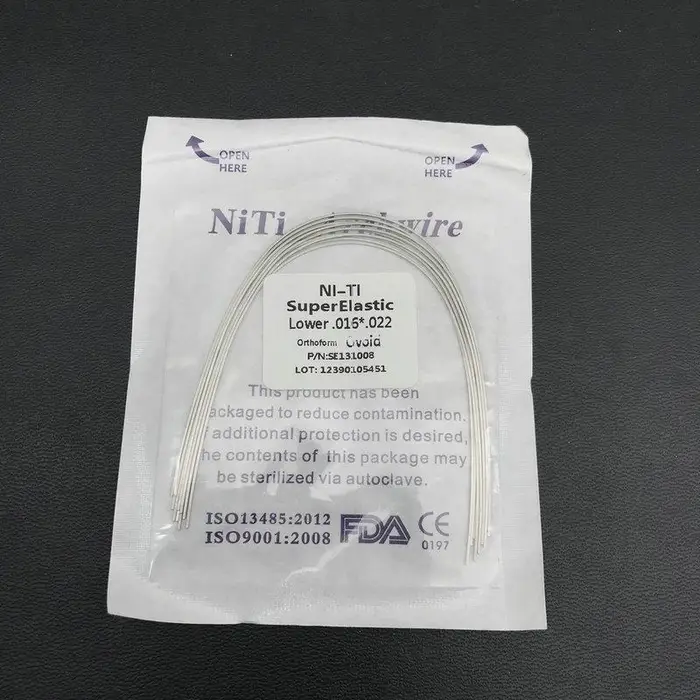 OPEN
HERE
OPEN
HERE
NiTi wire
NI-TI
SuperElastic
Lower .016*.022
Orthoform Ovoid
P/N:SE131008
LOT: 12390105451
This product has been
ackaged to reduce contamination.
f additional protection is desired,
he contents of this package may
be sterilized via autoclave.
ISO13485:2012
ISO9001:2008
FDA
CE
0197